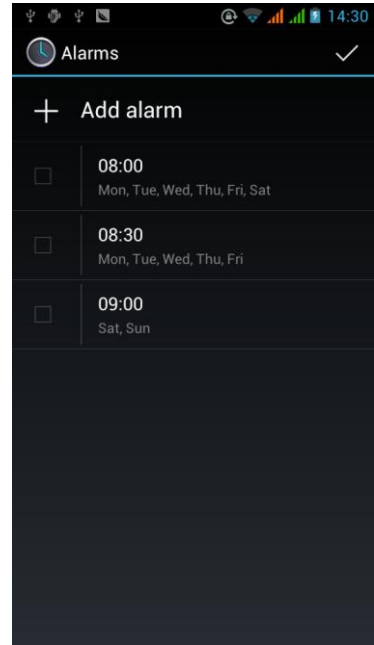 14:30
Alarms
Add alarm
08:00
Mon, Tue, Wed, Thu, Fri, Sat
08:30
Mon, Tue, Wed, Thu, Fri
09:00
Sat, Sun